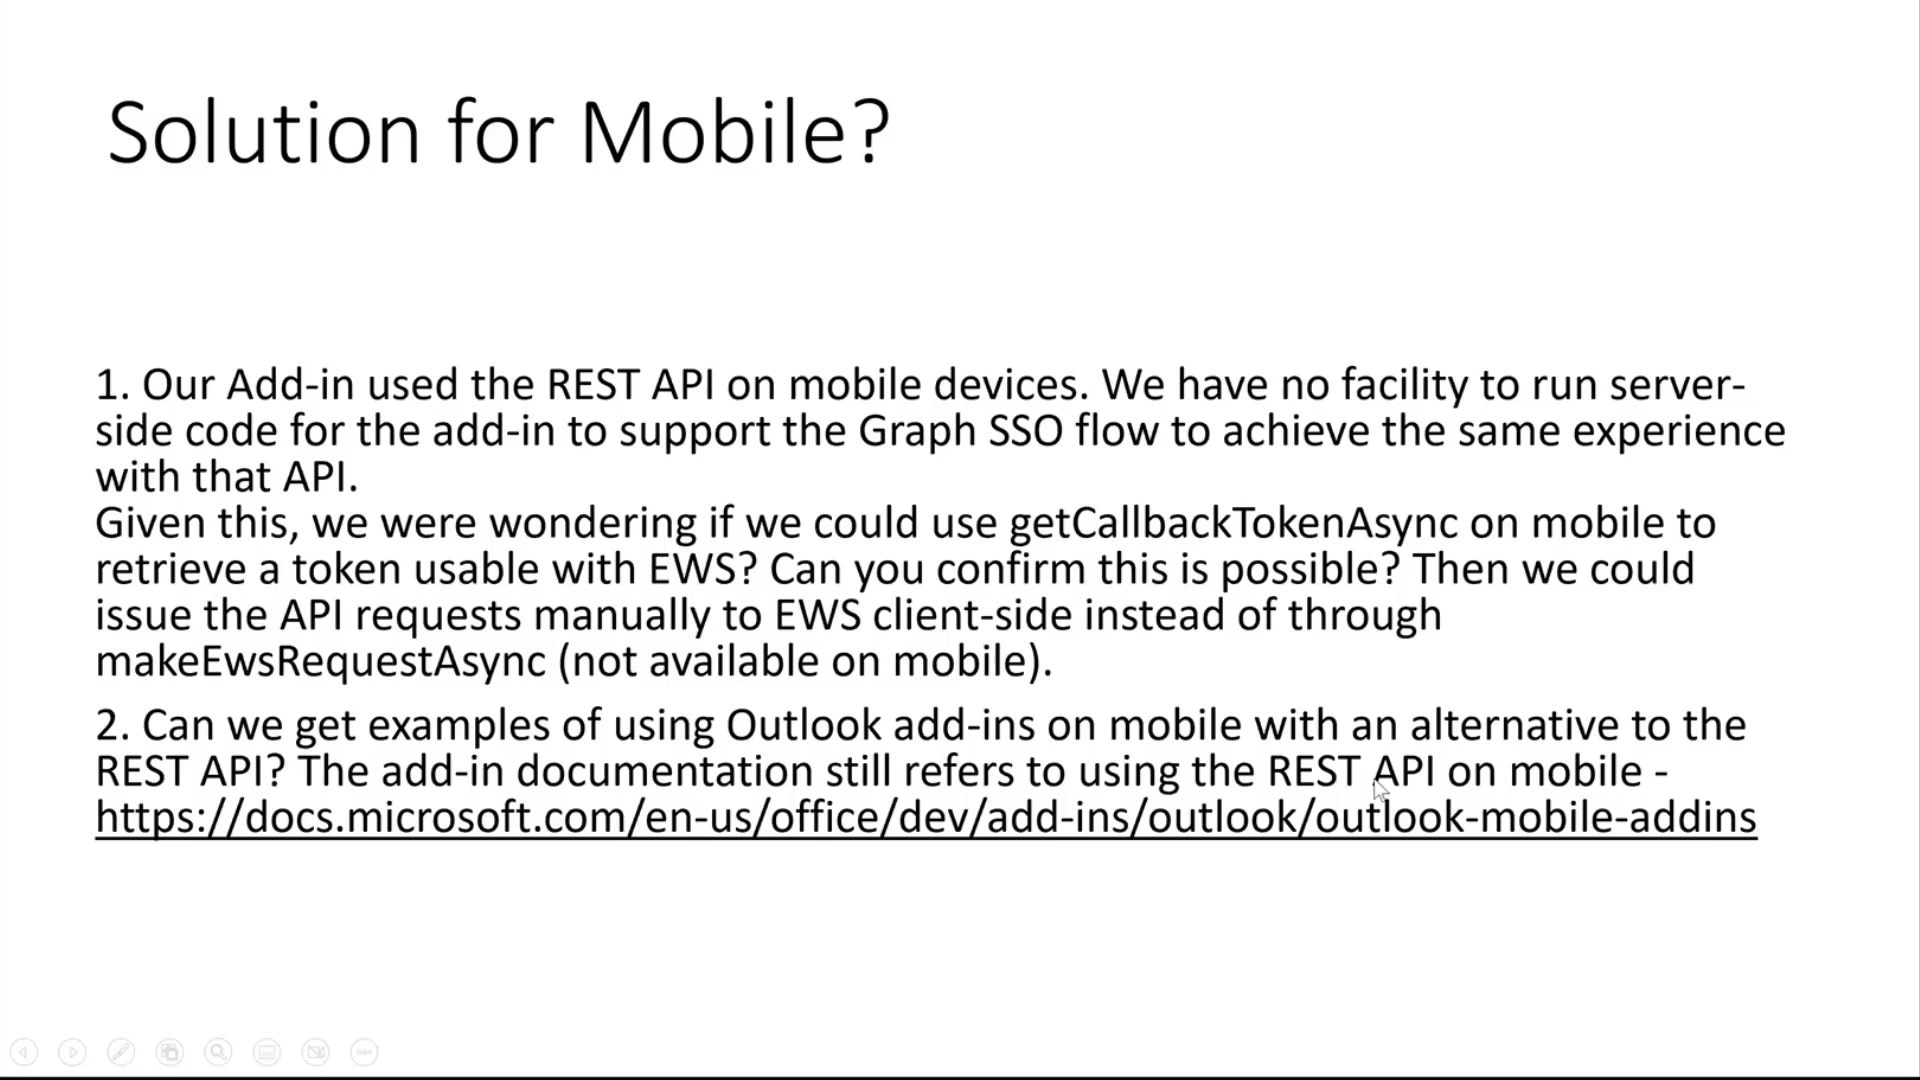 Solution for Mobile?
1. Our Add-in used the REST API on mobile devices. We have no facility to run server-
side code for the add-in to support the Graph SSO flow to achieve the same experience
with that API.
Given this, we were wondering if we could use getCallbackTokenAsync on mobile to
retrieve a token usable with EWS? Can you confirm this is possible? Then we could
issue the API requests manually to EWS client-side instead of through
makeEwsRequestAsync (not available on mobile).
2. Can we get examples of using Outlook add-ins on mobile with an alternative to the
REST API? The add-in documentation still refers to using the REST API on mobile -
https://docs.microsoft.com/en-us/office/dev/add-ins/outlook/outlook-mobile-addins